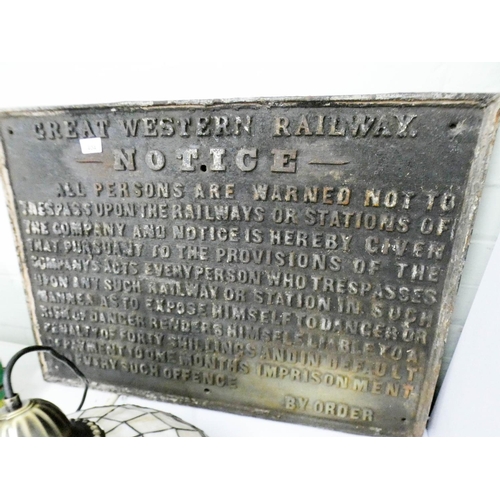 GREAT WESTERN RAILWAY.
— NOTICE —
ALL PERSONS ARE WARNED NOT TO
TRESPASS UPON THE RAILWAYS OR STATIONS OF
THE COMPANY AND NOTICE IS HEREBY GIVEN
THAT PURSUANT TO THE PROVISIONS OF THE
COMPANY'S ACTS EVERY PERSON WHO TRESPASSES
UPON ANY SUCH RAILWAY OR STATION IN SUCH
MANNER AS TO EXPOSE HIMSELF TO DANGER OR
RISK OF DANGER RENDERS HIMSELF LIABLE TO A
PENALTY OF FORTY SHILLINGS AND IN DEFAULT
OF PAYMENT TO ONE MONTHS IMPRISONMENT
EVERY SUCH OFFENCE
BY ORDER